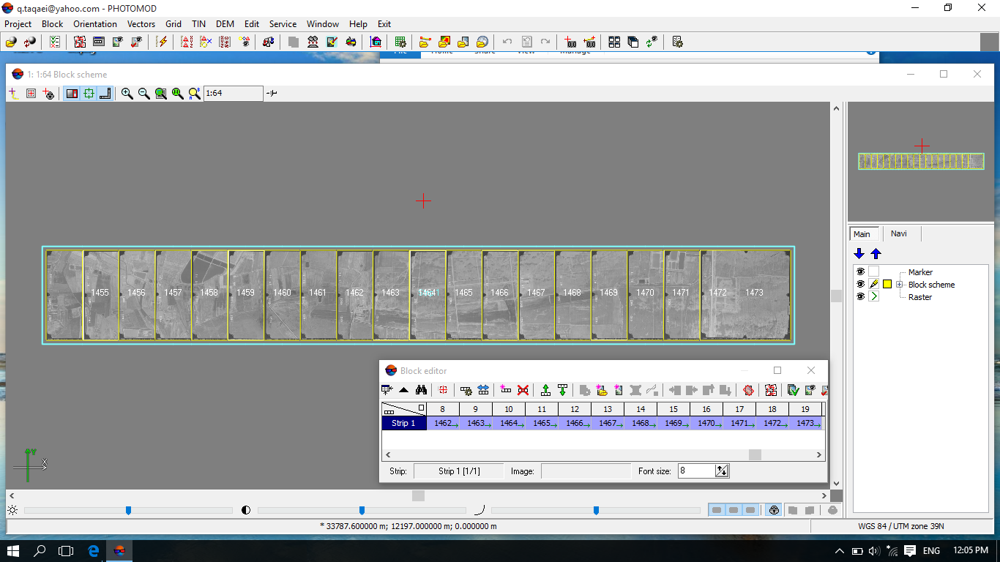 q.taqaei@yahoo.com - PHOTOMOD
Project Block Orientation Vectors Grid TIN DEM Edit Service Window Help Exit
File Home Share View Manage
1: 1:64 Block scheme
1:64
1455 1456 1457 1458 1459 1460 1461 1462 1463 1464 1465 1466 1467 1468 1469 1470 1471 1472 1473
Main Navi
Marker
Block scheme
Raster
Block editor
8 9 10 11 12 13 14 15 16 17 18 19
Strip 1 1462 1463 1464 1465 1466 1467 1468 1469 1470 1471 1472 1473
Strip: Strip 1 [1/1] Image: Font size: 8
Y
X
* 33787.600000 m; 12197.000000 m; 0.000000 m
WGS 84 / UTM zone 39N
ENG 12:05 PM